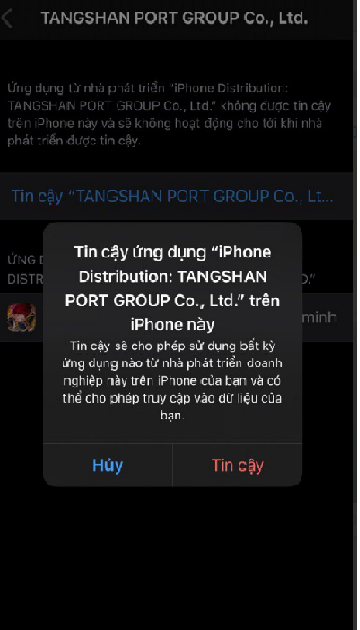 TANGSHAN PORT GROUP Co., Ltd.
Ứng dụng từ nhà phát triển "iPhone Distribution:
TANGSHAN PORT GROUP Co., Ltd." không được tin cậy
trên iPhone này và sẽ không hoạt động cho tới khi nhà
phát triển được tin cậy.
Tin cậy "TANGSHAN PORT GROUP Co., Lt...
ỨNG
DISTR
Tin cậy ứng dụng "iPhone
Distribution: TANGSHAN
PORT GROUP Co., Ltd." trên
iPhone này
Tin cậy sẽ cho phép sử dụng bất kỳ
ứng dụng nào từ nhà phát triển doanh
nghiệp này trên iPhone của bạn và có
thể cho phép truy cập vào dữ liệu của
bạn.
minh
Hủy
Tin cậy